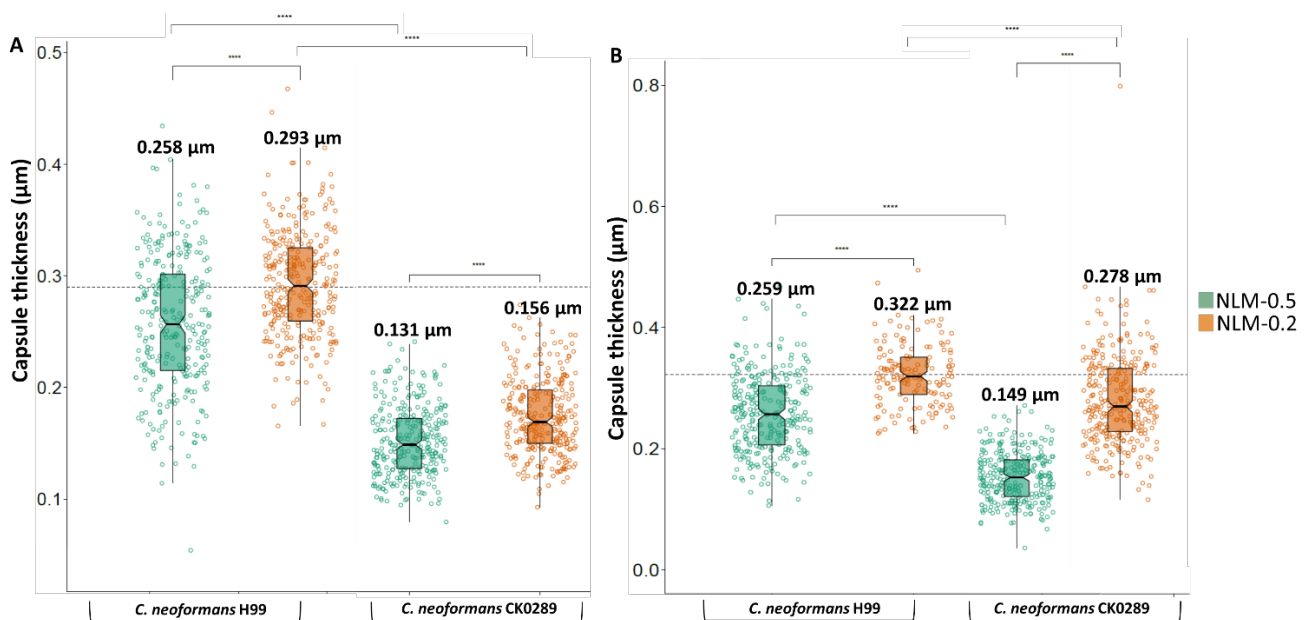 A
Capsule thickness (µm)
0.5
0.4
0.3
0.2
0.1
****
****
****
****
0.258 µm
0.293 µm
0.131 µm
0.156 µm
C. neoformans H99
C. neoformans CK0289
B
Capsule thickness (µm)
0.8
0.6
0.4
0.2
0.0
****
****
****
****
0.259 µm
0.322 µm
0.149 µm
0.278 µm
C. neoformans H99
C. neoformans CK0289
NLM-0.5
NLM-0.2